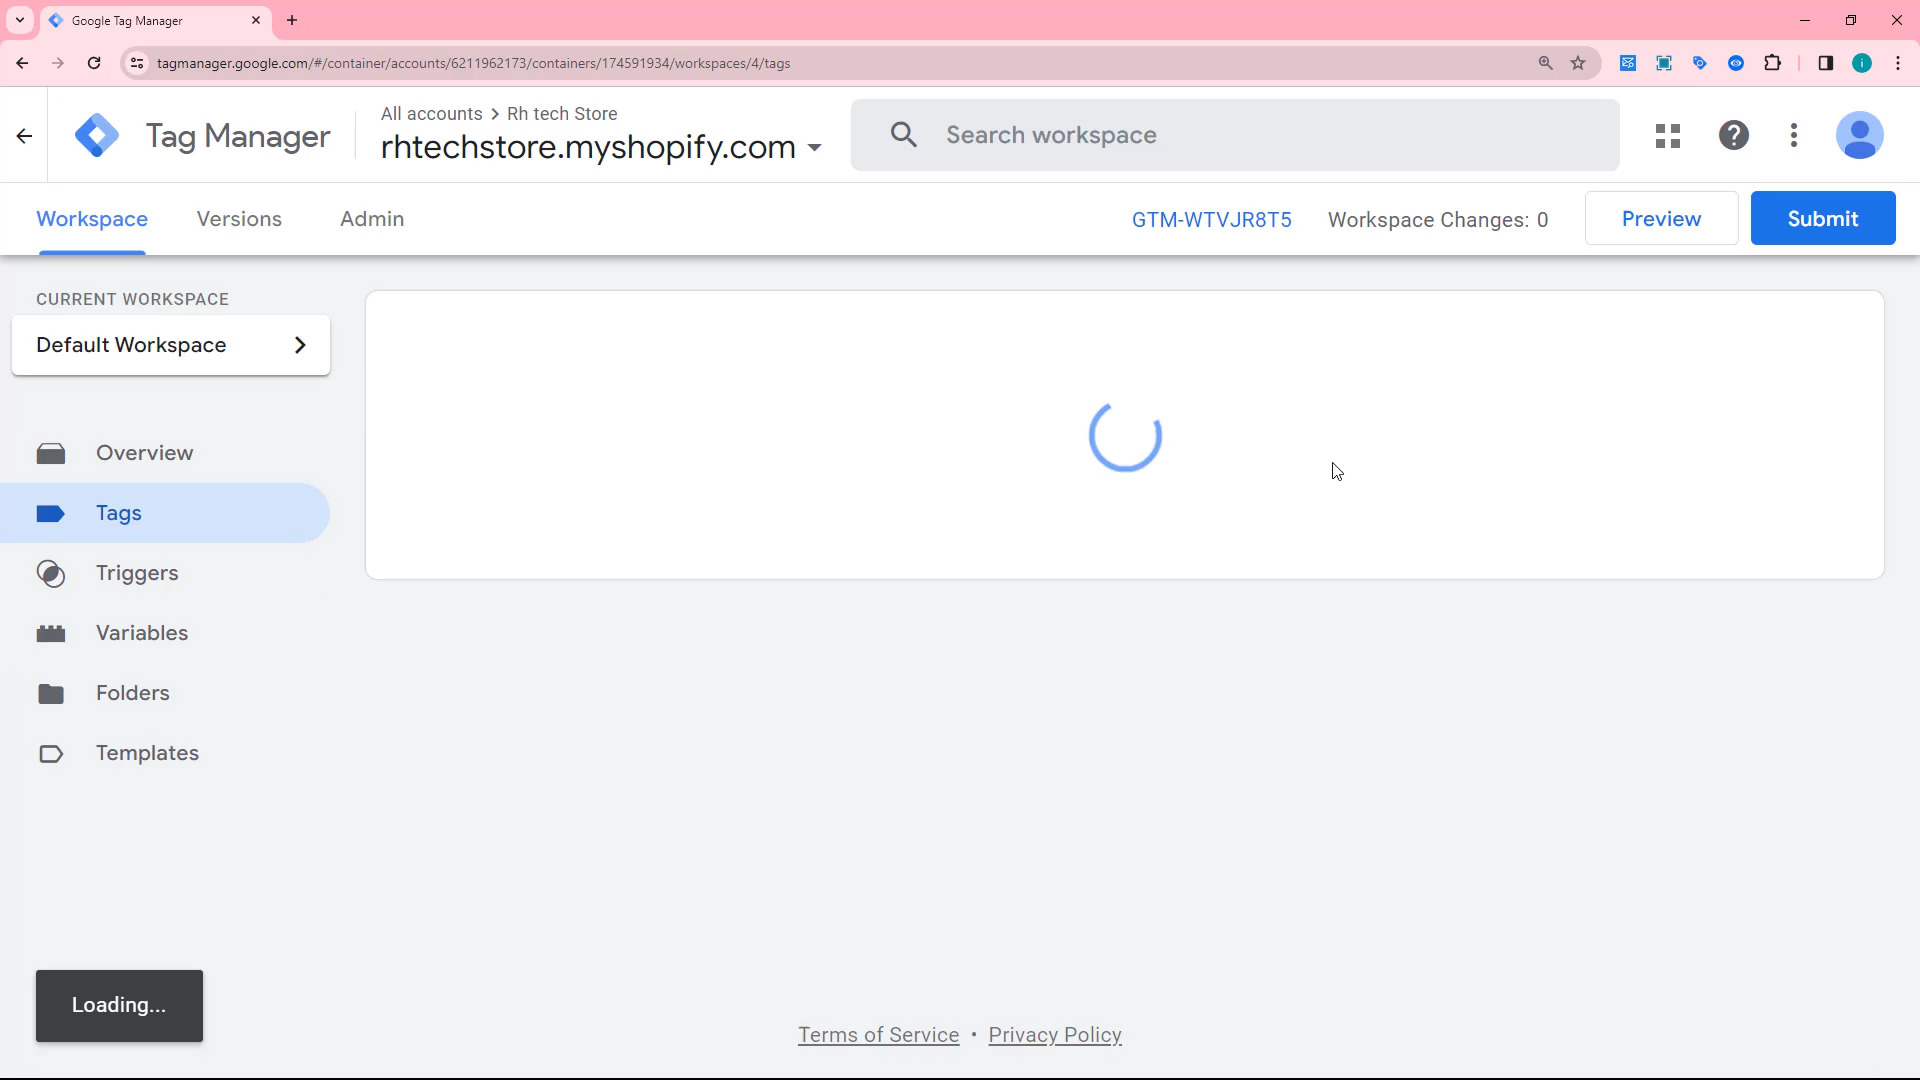 Google Tag Manager
tagmanager.google.com/#/container/accounts/6211962173/containers/174591934/workspaces/4/tags
i
Tag Manager
All accounts > Rh tech Store
rhtechstore.myshopify.com
Search workspace
Workspace
Versions
Admin
GTM-WTVJR8T5
Workspace Changes: 0
Preview
Submit
CURRENT WORKSPACE
Default Workspace
Overview
Tags
Triggers
Variables
Folders
Templates
Loading...
Terms of Service • Privacy Policy